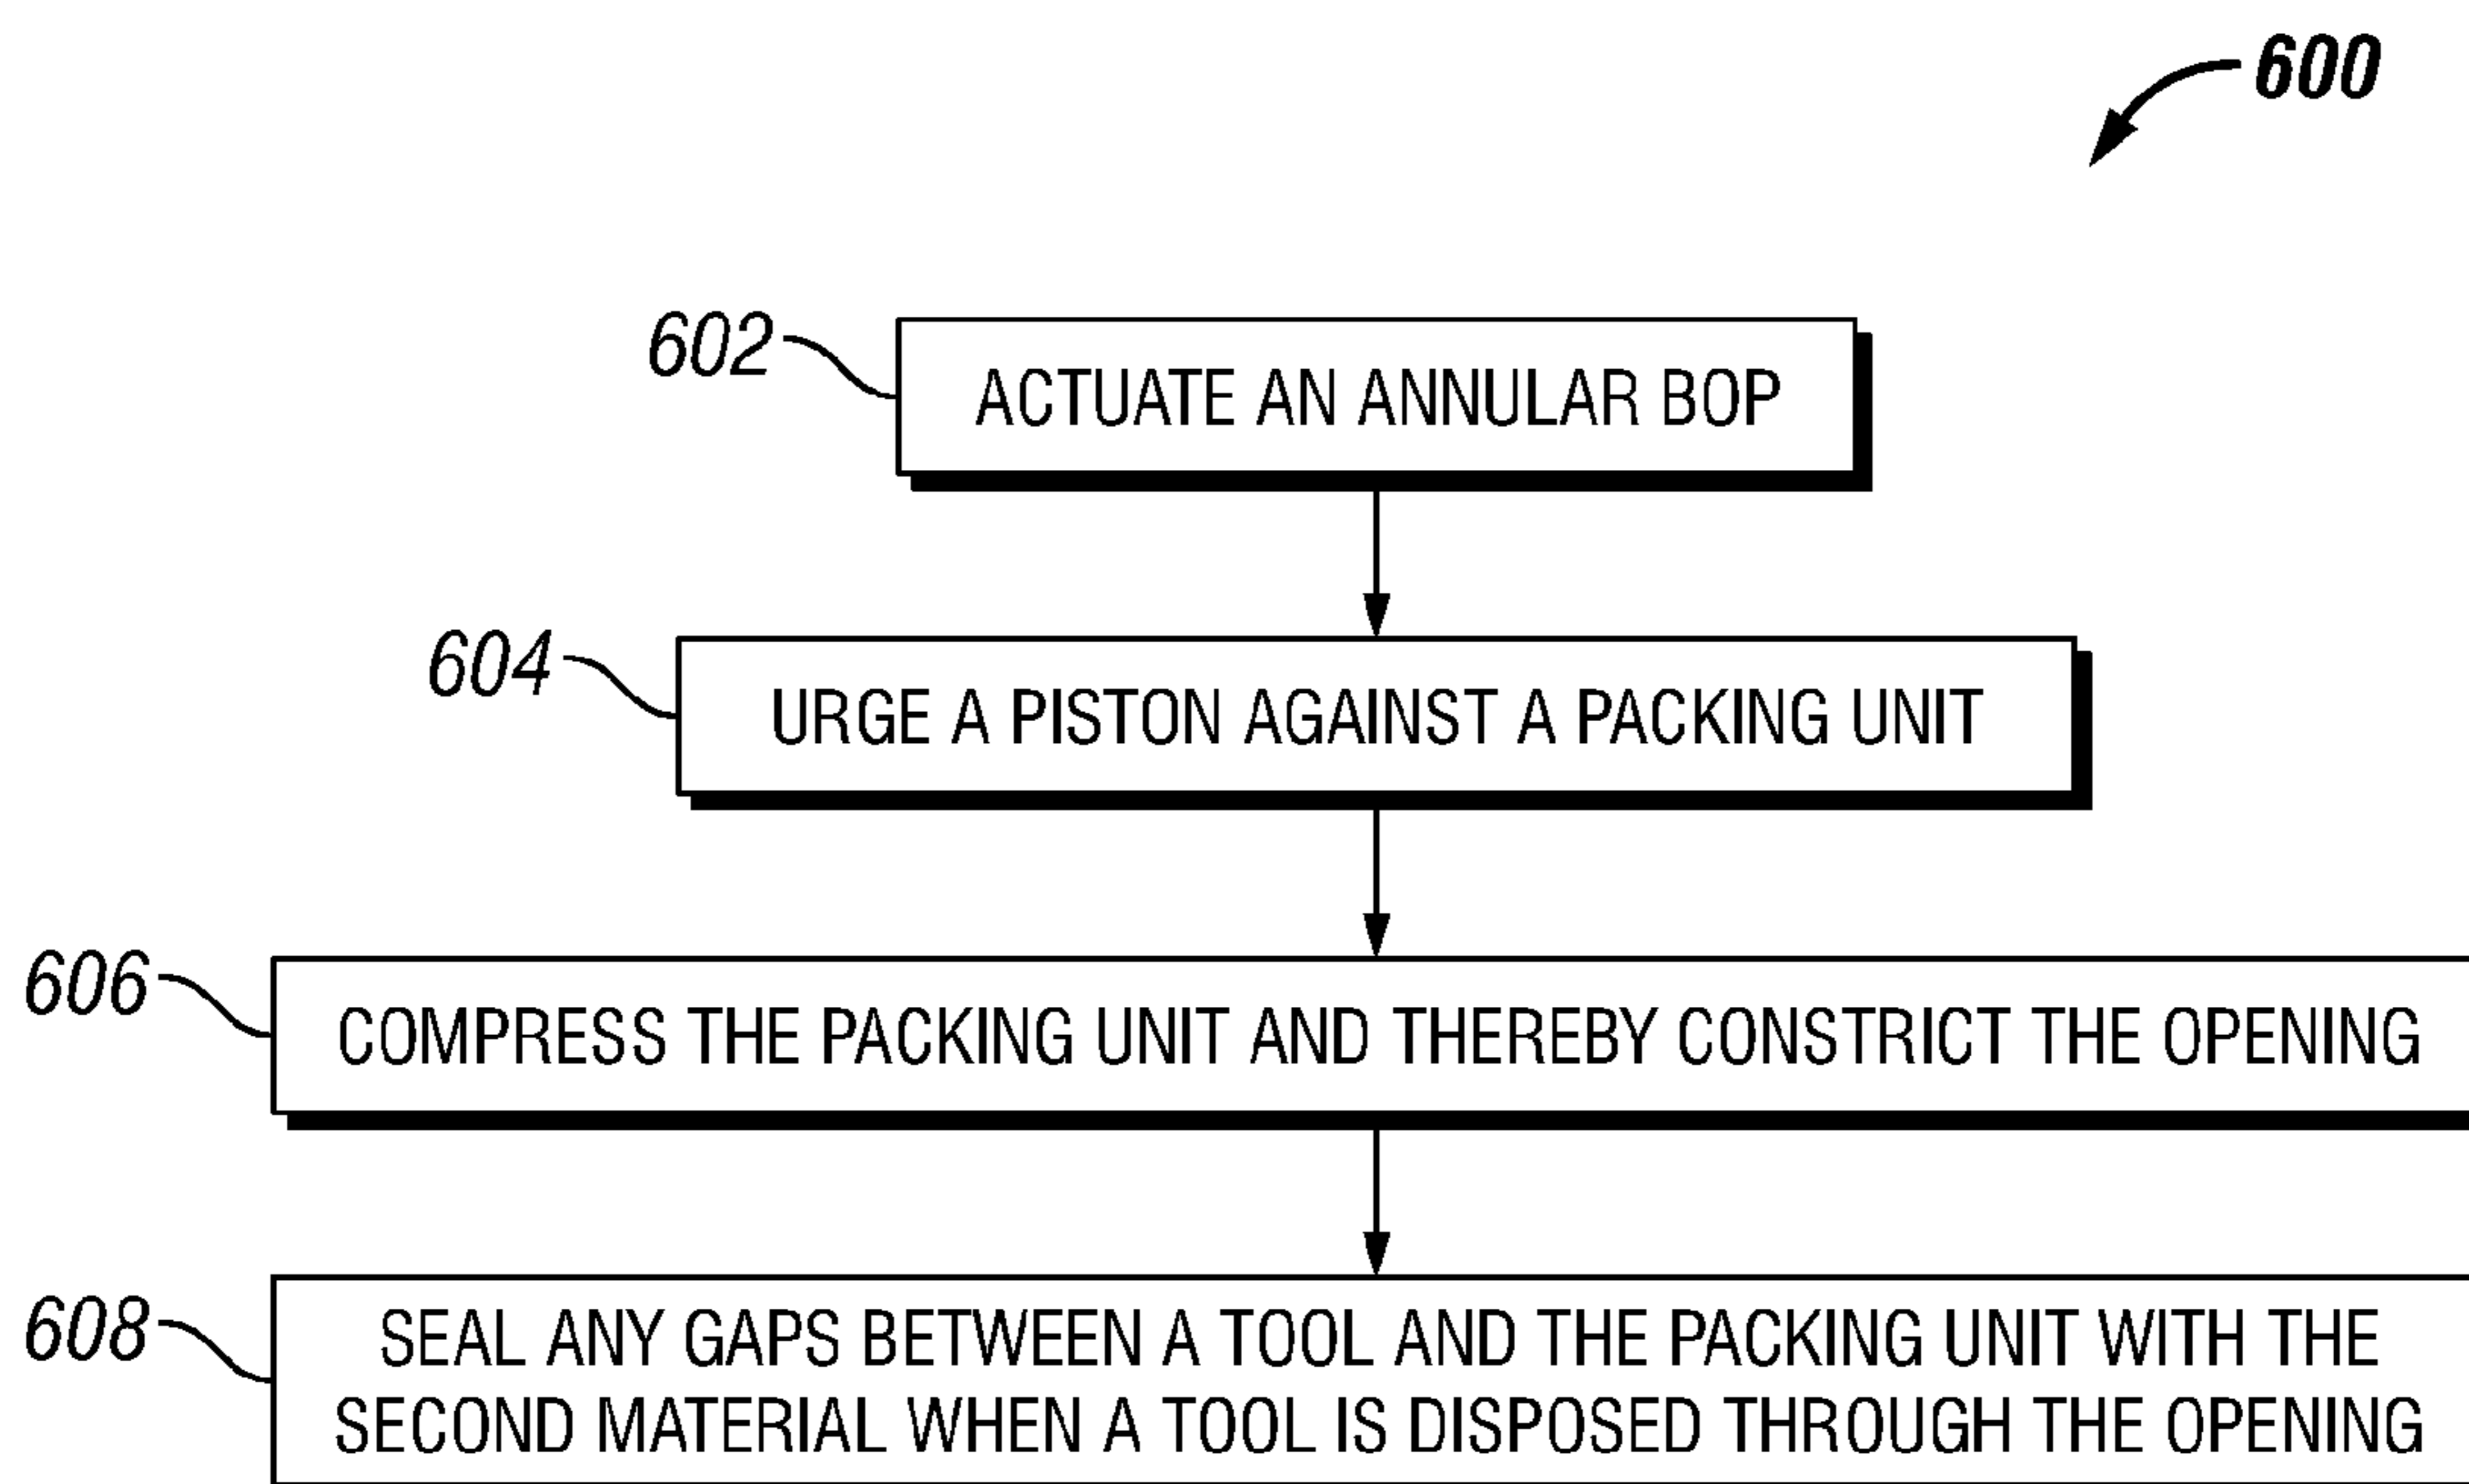 600
602
ACTUATE AN ANNULAR BOP
604
URGE A PISTON AGAINST A PACKING UNIT
606
COMPRESS THE PACKING UNIT AND THEREBY CONSTRICT THE OPENING
608
SEAL ANY GAPS BETWEEN A TOOL AND THE PACKING UNIT WITH THE
SECOND MATERIAL WHEN A TOOL IS DISPOSED THROUGH THE OPENING